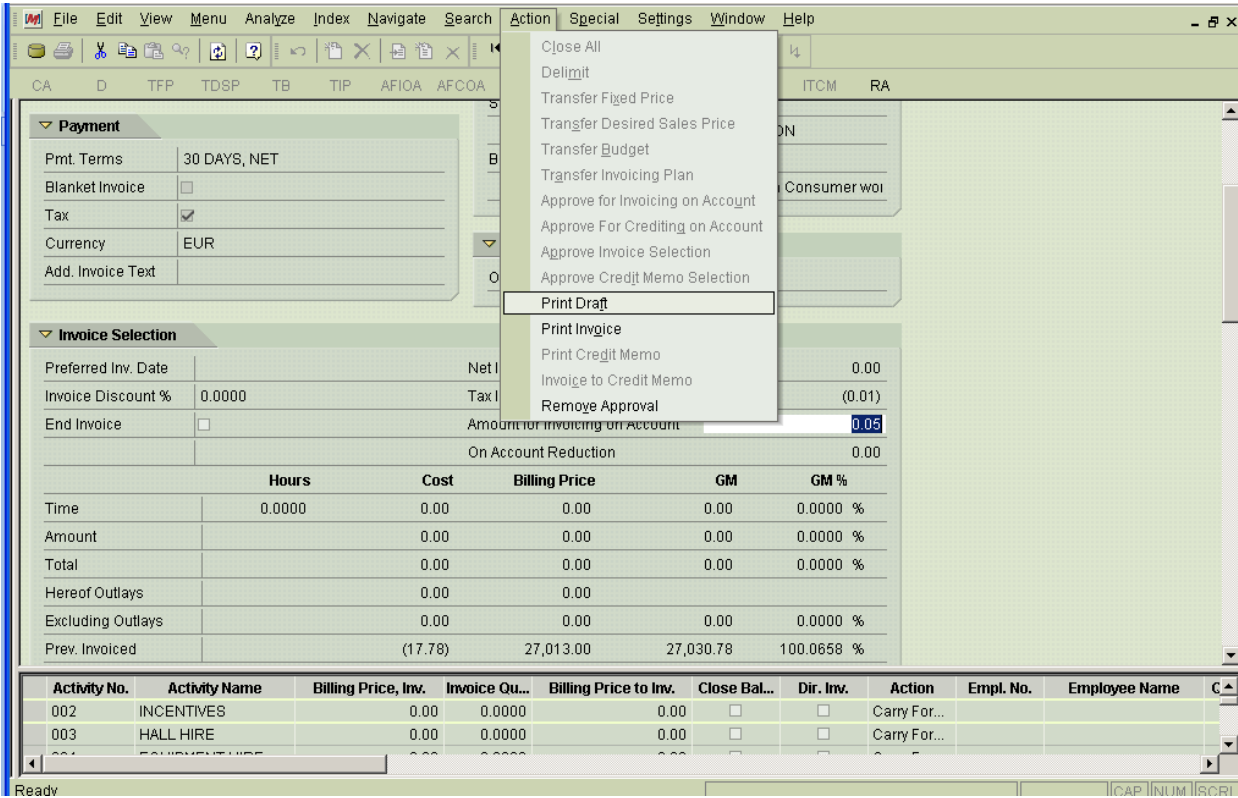 File Edit View Menu Analyze Index Navigate Search Action Special Settings Window Help
CA D TFP TDSP TB TIP AFIOA AFCOA ITCM RA
Close All
Delimit
Transfer Fixed Price
Transfer Desired Sales Price
Transfer Budget
Transfer Invoicing Plan
Approve for Invoicing on Account
Approve For Crediting on Account
Approve Invoice Selection
Approve Credit Memo Selection
Print Draft
Print Invoice
Print Credit Memo
Invoice to Credit Memo
Remove Approval
Payment
Pmt. Terms 30 DAYS, NET
Blanket Invoice
Tax
Currency EUR
Add. Invoice Text
B
ON
Consumer wor
O
Invoice Selection
Preferred Inv. Date Net I 0.00
Invoice Discount % 0.0000 Tax I (0.01)
End Invoice Amount for Invoicing on Account 0.05
On Account Reduction 0.00
Hours Cost Billing Price GM GM %
Time 0.0000 0.00 0.00 0.00 0.0000 %
Amount 0.00 0.00 0.00 0.0000 %
Total 0.00 0.00 0.00 0.0000 %
Hereof Outlays 0.00 0.00
Excluding Outlays 0.00 0.00 0.00 0.0000 %
Prev. Invoiced (17.78) 27,013.00 27,030.78 100.0658 %
Activity No. Activity Name Billing Price, Inv. Invoice Qu... Billing Price to Inv. Close Bal... Dir. Inv. Action Empl. No. Employee Name
002 INCENTIVES 0.00 0.0000 0.00 Carry For...
003 HALL HIRE 0.00 0.0000 0.00 Carry For...
Ready CAP NUM SCRL